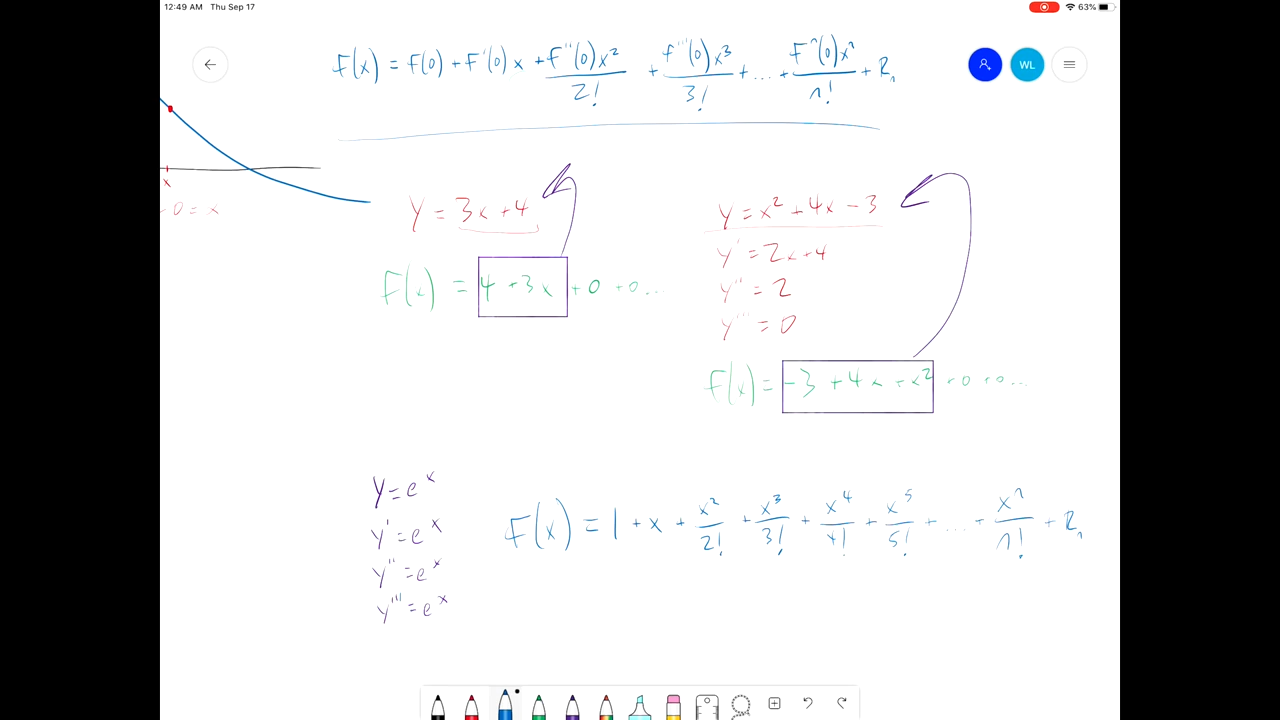 12:49 AM Thu Sep 17
63%
F(x) = F(0) + F'(0) x + F''(0)x²/2! + F'''(0)x³/3! + ... + Fⁿ(0)xⁿ/n! + Rₙ
WL
Y = 3x + 4
Y = x² + 4x - 3
x
-0 = x
y' = 2x + 4
F(x) = 4 + 3x + 0 + 0...
y'' = 2
y''' = 0
F(x) = -3 + 4x + x² + 0 + 0...
Y = eˣ
y' = eˣ
F(x) = 1 + x + x²/2! + x³/3! + x⁴/4! + x⁵/5! + ... + xⁿ/n! + Rₙ
y'' = eˣ
y''' = eˣ